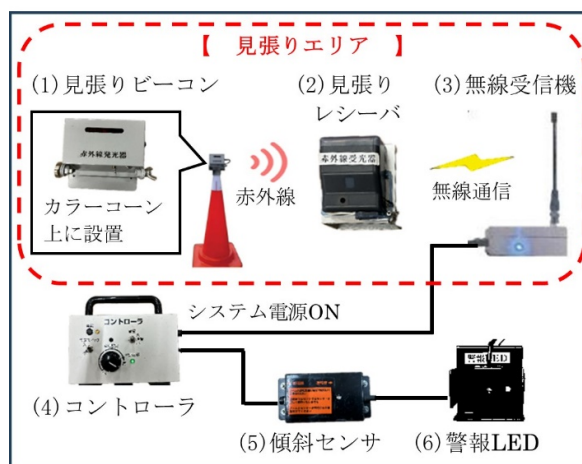 【 見張りエリア 】
(1)見張りビーコン
(2)見張り
レシーバ
(3)無線受信機
赤外線発光器
カラーコーン
上に設置
赤外線
赤外線受光器
無線通信
システム電源ON
コントローラ
(4)コントローラ
(5)傾斜センサ
警報LED
(6)警報LED